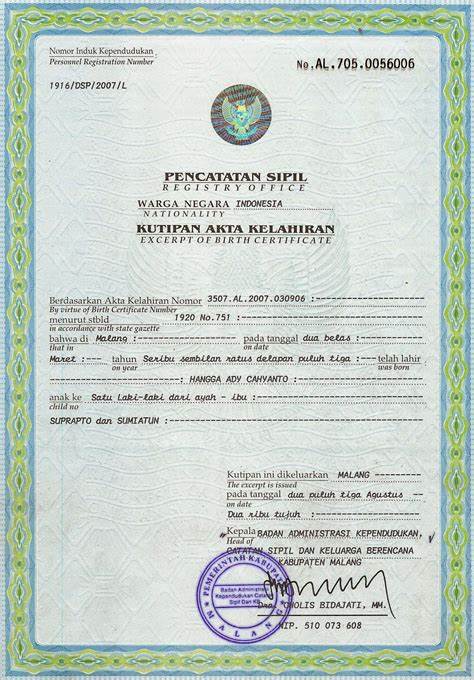 Nomor Induk Kependudukan
Personnel Registration Number
No.AL.705.0056006
1916/DSP/2007/L
PENCATATAN SIPIL
REGISTRY OFFICE
WARGA NEGARA INDONESIA
NATIONALITY
KUTIPAN AKTA KELAHIRAN
EXCERPT OF BIRTH CERTIFICATE
Berdasarkan Akta Kelahiran Nomor 3507.AL.2007.030906 :
By virtue of Birth Certificate Number
menurut stbld 1920 No.751 :
in accordance with state gazette
bahwa di Malang : pada tanggal dua belas :
that in on date
Maret : tahun Seribu sembilan ratus delapan puluh tiga : telah lahir
on year was born
: HANGGA ADY CAHYANTO :
anak ke Satu laki-laki dari ayah - ibu :
child no
SUPRAPTO dan SUMIATUN :
Kutipan ini dikeluarkan MALANG
The excerpt is issued
pada tanggal dua puluh tiga Agustus
on date
Dua ribu tujuh :
Kepala BADAN ADMINISTRASI KEPENDUDUKAN,
Head of
CATATAN SIPIL DAN KELUARGA BERENCANA
KABUPATEN MALANG
PEMERINTAH KABUPATEN
Badan Administrasi
Kependudukan Catatan
Sipil Dan KB
MALANG
Drs. CHOLIS BIDAJATI, MM.
NIP. 510 073 608